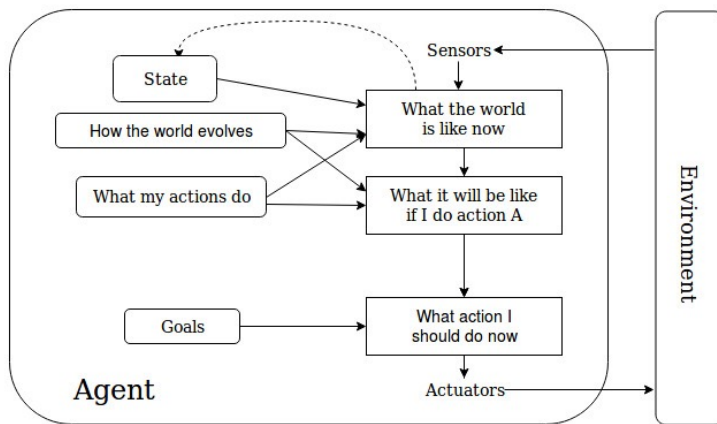 Sensors
State
What the world
is like now
How the world evolves
What my actions do
What it will be like
if I do action A
Environment
Goals
What action I
should do now
Agent
Actuators